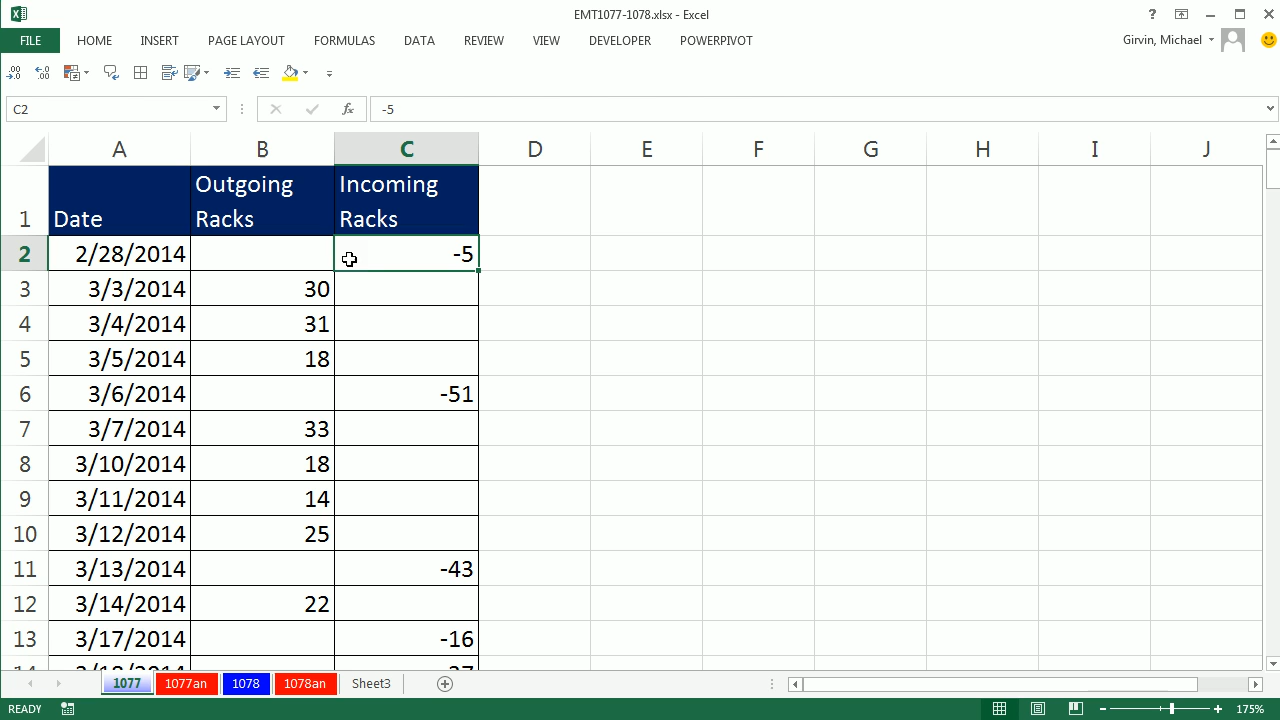 EMT1077-1078.xlsx - Excel
FILE HOME INSERT PAGE LAYOUT FORMULAS DATA REVIEW VIEW DEVELOPER POWERPIVOT Girvin, Michael
C2 fx -5
A B C D E F G H I J
1 Date Outgoing Racks Incoming Racks
2 2/28/2014 -5
3 3/3/2014 30
4 3/4/2014 31
5 3/5/2014 18
6 3/6/2014 -51
7 3/7/2014 33
8 3/10/2014 18
9 3/11/2014 14
10 3/12/2014 25
11 3/13/2014 -43
12 3/14/2014 22
13 3/17/2014 -16
1077 1077an 1078 1078an Sheet3
READY 175%